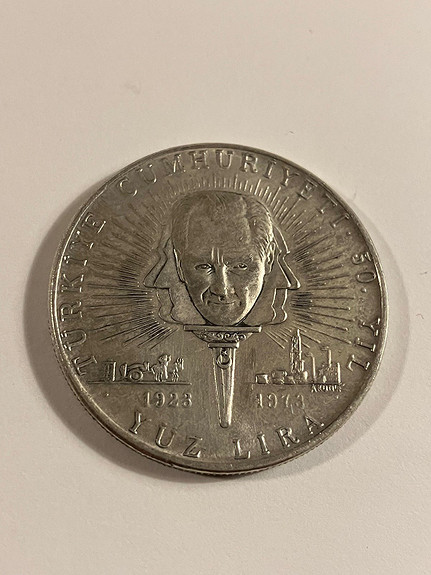 TÜRKİYE CUMHURİYETİ · 50 · YIL
1923 1973
YÜZ LİRA